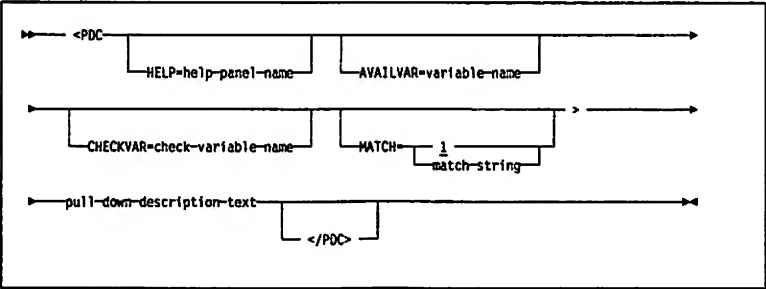 <PDC
HELP=help-panel-name
AVAILVAR=variable-name
>
CHECKVAR=check-variable-name
MATCH=
1
match-string
pull-down-description-text
</PDC>